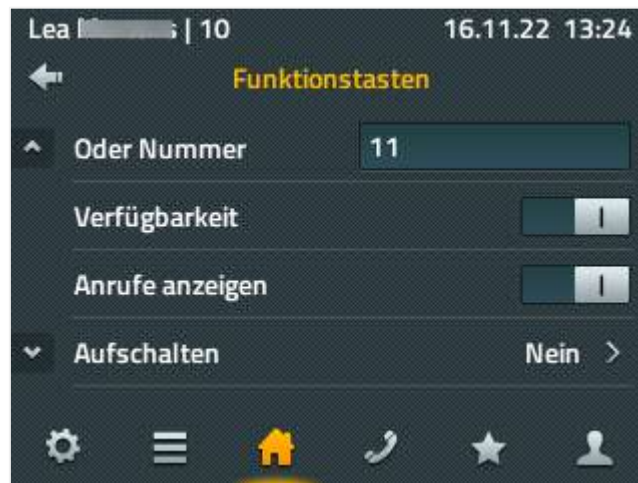 Lea | 10 16.11.22 13:24
Funktionstasten
Oder Nummer 11
Verfügbarkeit
Anrufe anzeigen
Aufschalten Nein >